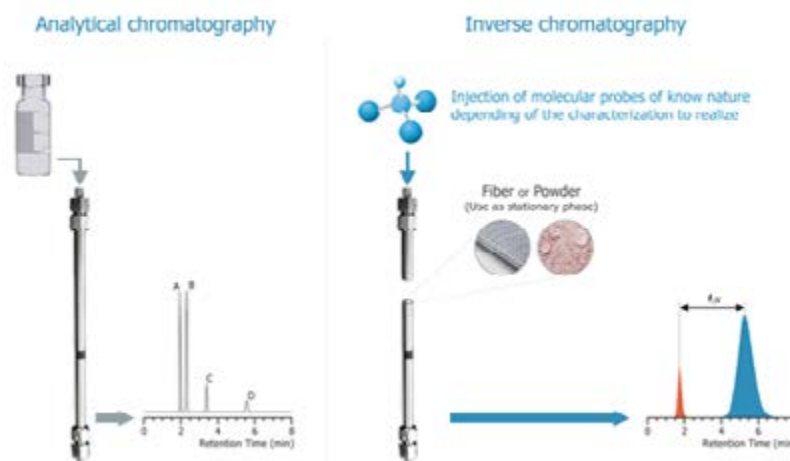 Analytical chromatography
Inverse chromatography
Injection of molecular probes of know nature
depending of the characterization to realize
Fiber or Powder
(Use as stationary phase)
A B
C
D
0 2 4 6 8
Retention Time (min)
0 2 4 6
Retention Time (min)